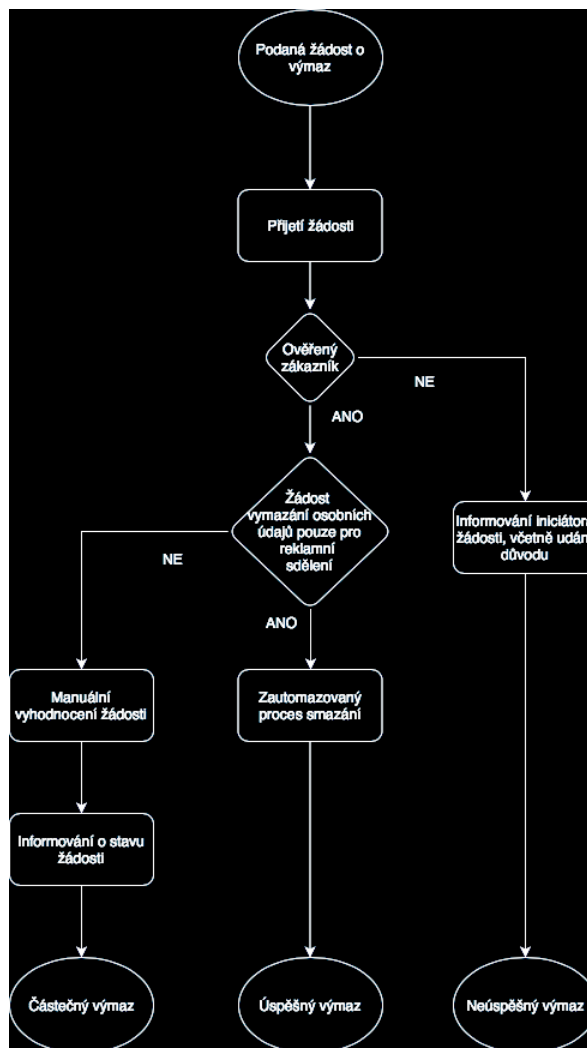 Podaná žádost o
výmaz
Přijetí žádosti
Ověřený
zákazník
NE
ANO
Žádost
vymazání osobních
údajů pouze pro
reklamní
sdělení
Informování iniciátora
žádosti, včetně udán
důvodu
NE
ANO
Manuální
vyhodnocení žádosti
Zautomazovaný
proces smazání
Informování o stavu
žádosti
Částečný výmaz
Úspěšný výmaz
Neúspěšný výmaz